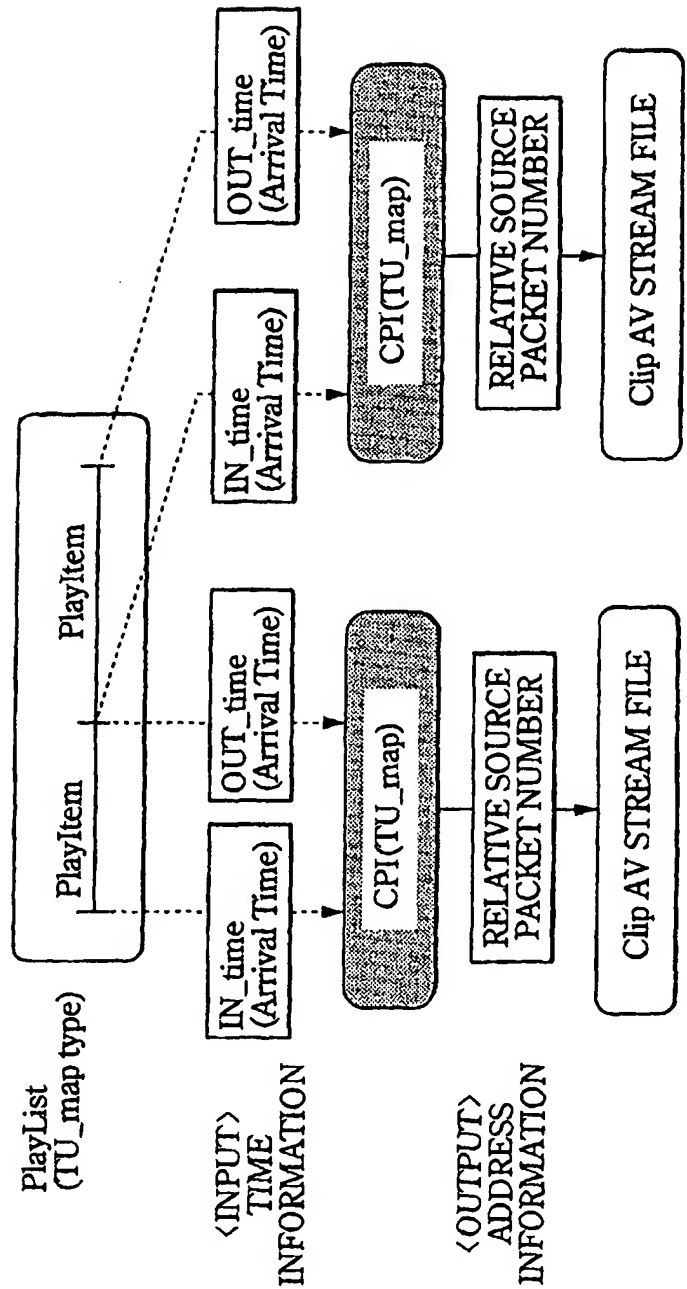 PlayList
(TU_map type)
PlayItem
PlayItem
<INPUT>
TIME
INFORMATION
IN_time
(Arrival Time)
OUT_time
(Arrival Time)
IN_time
(Arrival Time)
OUT_time
(Arrival Time)
CPI(TU_map)
CPI(TU_map)
<OUTPUT>
ADDRESS
INFORMATION
RELATIVE SOURCE
PACKET NUMBER
RELATIVE SOURCE
PACKET NUMBER
Clip AV STREAM FILE
Clip AV STREAM FILE